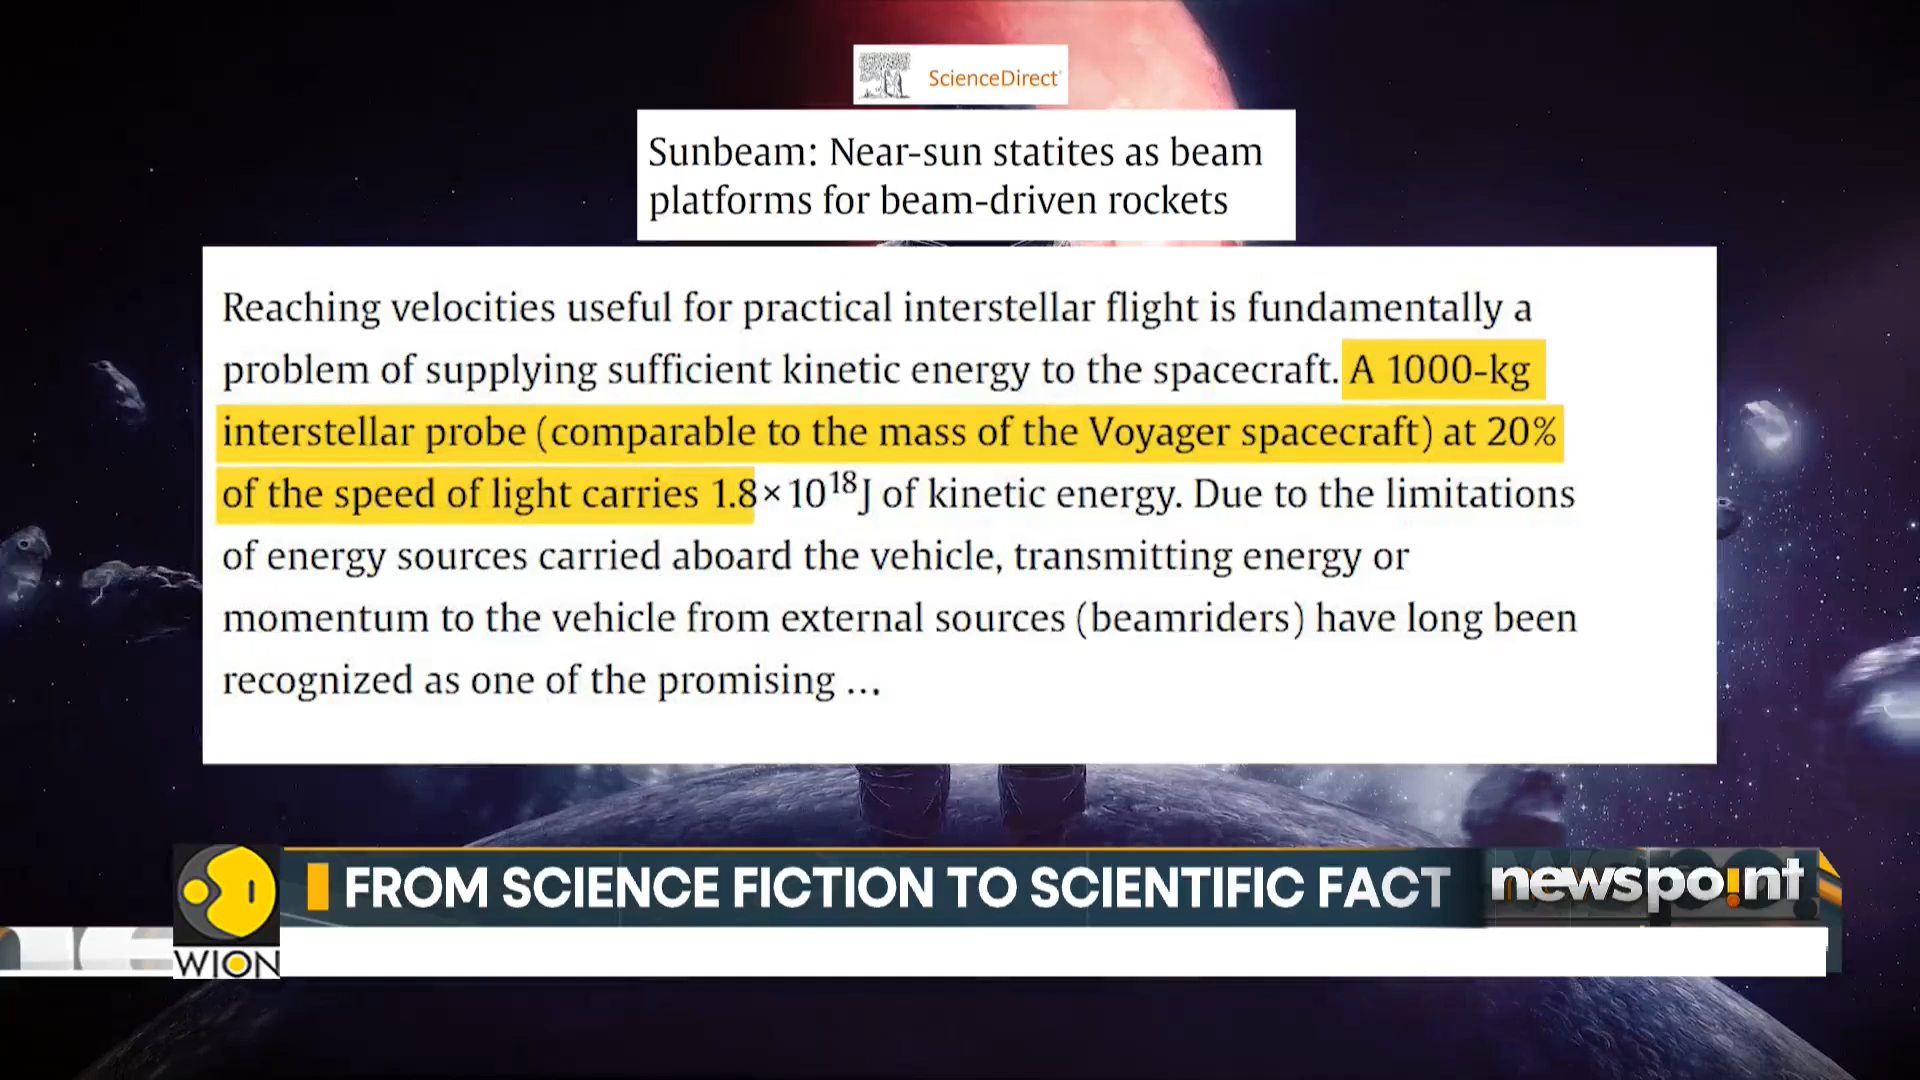 ScienceDirect
Sunbeam: Near-sun statites as beam
platforms for beam-driven rockets
Reaching velocities useful for practical interstellar flight is fundamentally a
problem of supplying sufficient kinetic energy to the spacecraft. A 1000-kg
interstellar probe (comparable to the mass of the Voyager spacecraft) at 20%
of the speed of light carries 1.8×10¹⁸J of kinetic energy. Due to the limitations
of energy sources carried aboard the vehicle, transmitting energy or
momentum to the vehicle from external sources (beamriders) have long been
recognized as one of the promising ...
FROM SCIENCE FICTION TO SCIENTIFIC FACT
newspo!nt
WION